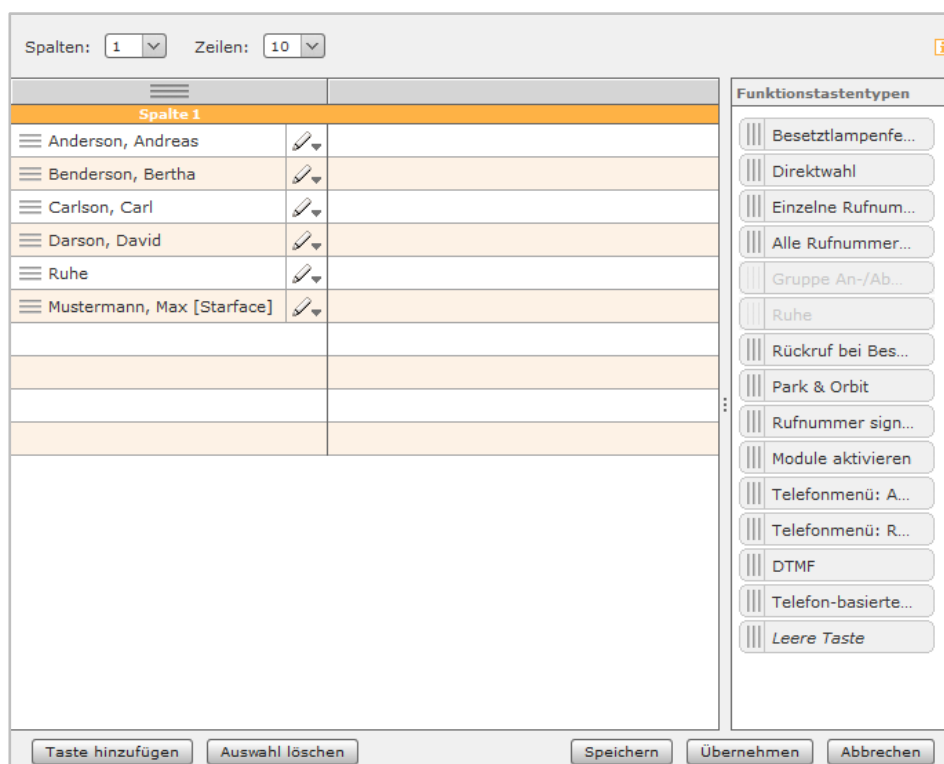 Spalten: 1 Zeilen: 10
Funktionstastentypen
Spalte 1
Anderson, Andreas
Benderson, Bertha
Carlson, Carl
Darson, David
Ruhe
Mustermann, Max [Starface]
Besetztlampenfe...
Direktwahl
Einzelne Rufnum...
Alle Rufnummer...
Gruppe An-/Ab...
Ruhe
Rückruf bei Bes...
Park & Orbit
Rufnummer sign...
Module aktivieren
Telefonmenü: A...
Telefonmenü: R...
DTMF
Telefon-basierte...
Leere Taste
Taste hinzufügen Auswahl löschen Speichern Übernehmen Abbrechen